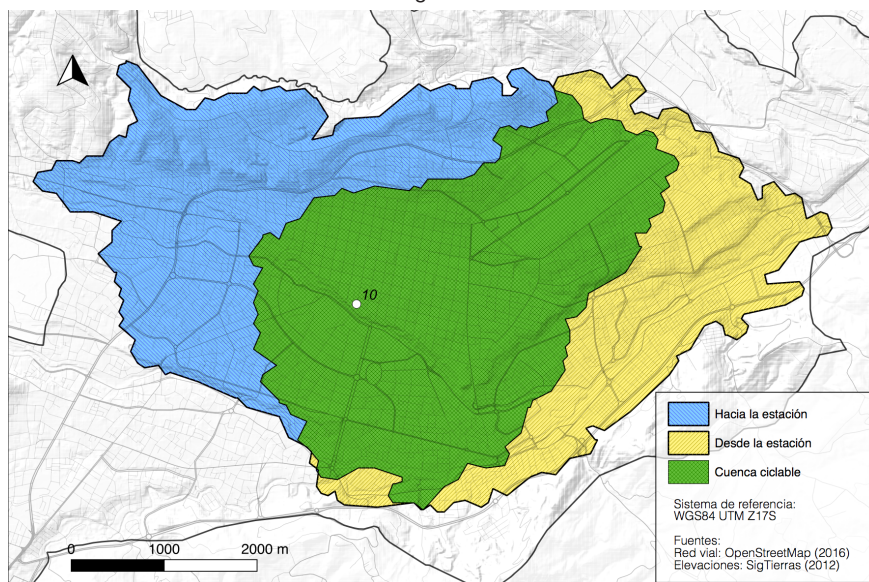 10
Hacia la estación
Desde la estación
Cuenca ciclable
Sistema de referencia:
WGS84 UTM Z17S
Fuentes:
Red vial: OpenStreetMap (2016)
Elevaciones: SigTierras (2012)
0 1000 2000 m